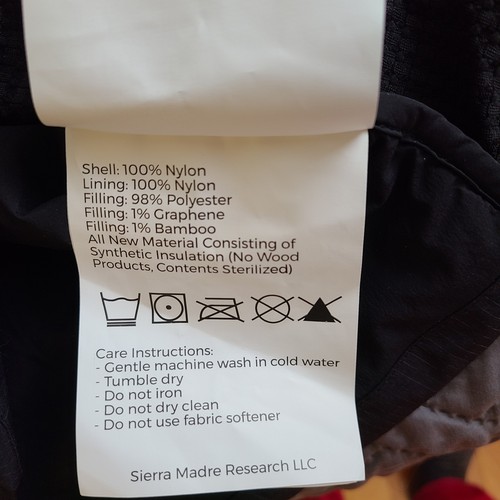 Shell: 100% Nylon
Lining: 100% Nylon
Filling: 98% Polyester
Filling: 1% Graphene
Filling: 1% Bamboo
All New Material Consisting of
Synthetic Insulation (No Wood
Products, Contents Sterilized)
Care Instructions:
- Gentle machine wash in cold water
- Tumble dry
- Do not iron
- Do not dry clean
- Do not use fabric softener
Sierra Madre Research LLC